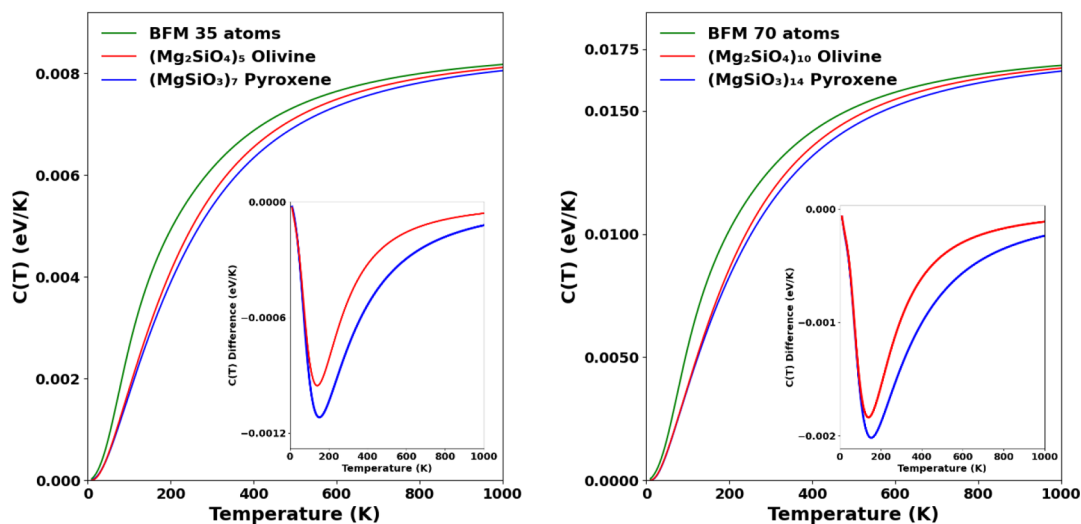 BFM 35 atoms
(Mg₂SiO₄)₅ Olivine
(MgSiO₃)₇ Pyroxene
C(T) (eV/K)
0.008
0.006
0.004
0.002
0.000
0 200 400 600 800 1000
Temperature (K)
C(T) Difference (eV/K)
0.0000
−0.0006
−0.0012
0 200 400 600 800 1000
Temperature (K)
BFM 70 atoms
(Mg₂SiO₄)₁₀ Olivine
(MgSiO₃)₁₄ Pyroxene
C(T) (eV/K)
0.0175
0.0150
0.0100
0.0050
0.0000
0 200 400 600 800 1000
Temperature (K)
C(T) Difference (eV/K)
0.000
−0.001
−0.002
0 200 400 600 800 1000
Temperature (K)